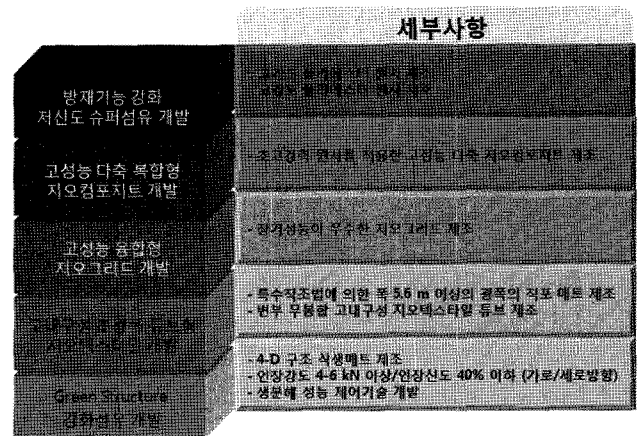 세부사항
방재기능 강화
저신도 슈퍼섬유 개발
고성능 다축 복합형
지오컴포지트 개발
- 초고강력 원사를 적용한 고성능 다축 지오컴포지트 제조
고성능 융합형
지오그리드 개발
- 장기성능이 우수한 지오그리드 제조
- 특수직조법에 의한 폭 5.6 m 이상의 광폭의 직포 매트 제조
- 변부 무봉합 고내구성 지오텍스타일 튜브 제조
Green Structure
강화섬유 개발
- 4-D 구조 식생매트 제조
- 인장강도 4-6 kN 이상/인장신도 40% 이하 (가로/세로방향)
- 생분해 성능 제어기술 개발